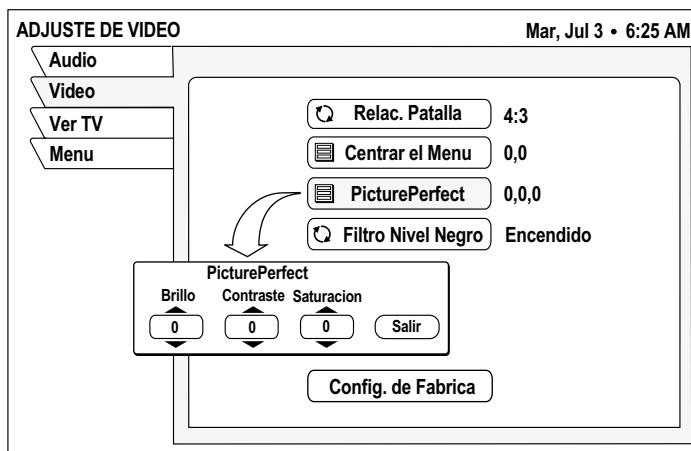 ADJUSTE DE VIDEO Mar, Jul 3 • 6:25 AM
Audio
Video
Ver TV
Menu
Relac. Patalla 4:3
Centrar el Menu 0,0
PicturePerfect 0,0,0
Filtro Nivel Negro Encendido
PicturePerfect
Brillo Contraste Saturacion
0 0 0 Salir
Config. de Fabrica